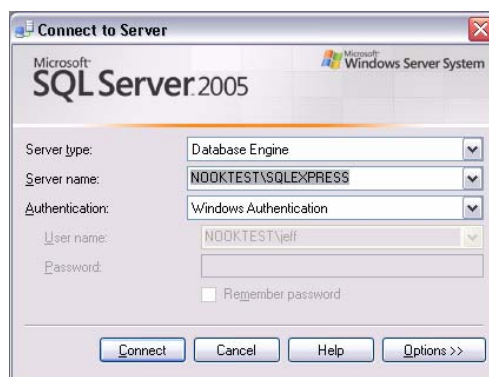 Connect to Server
Microsoft
SQL Server 2005
Microsoft
Windows Server System
Server type: Database Engine
Server name: NOOKTEST\SQLEXPRESS
Authentication: Windows Authentication
User name: NOOKTEST\jeff
Password:
Remember password
Connect Cancel Help Options >>